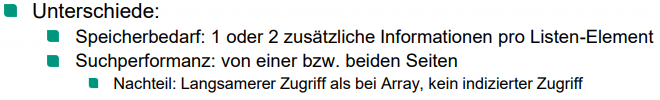 Unterschiede:
Speicherbedarf: 1 oder 2 zusätzliche Informationen pro Listen-Element
Suchperformanz: von einer bzw. beiden Seiten
Nachteil: Langsamerer Zugriff als bei Array, kein indizierter Zugriff